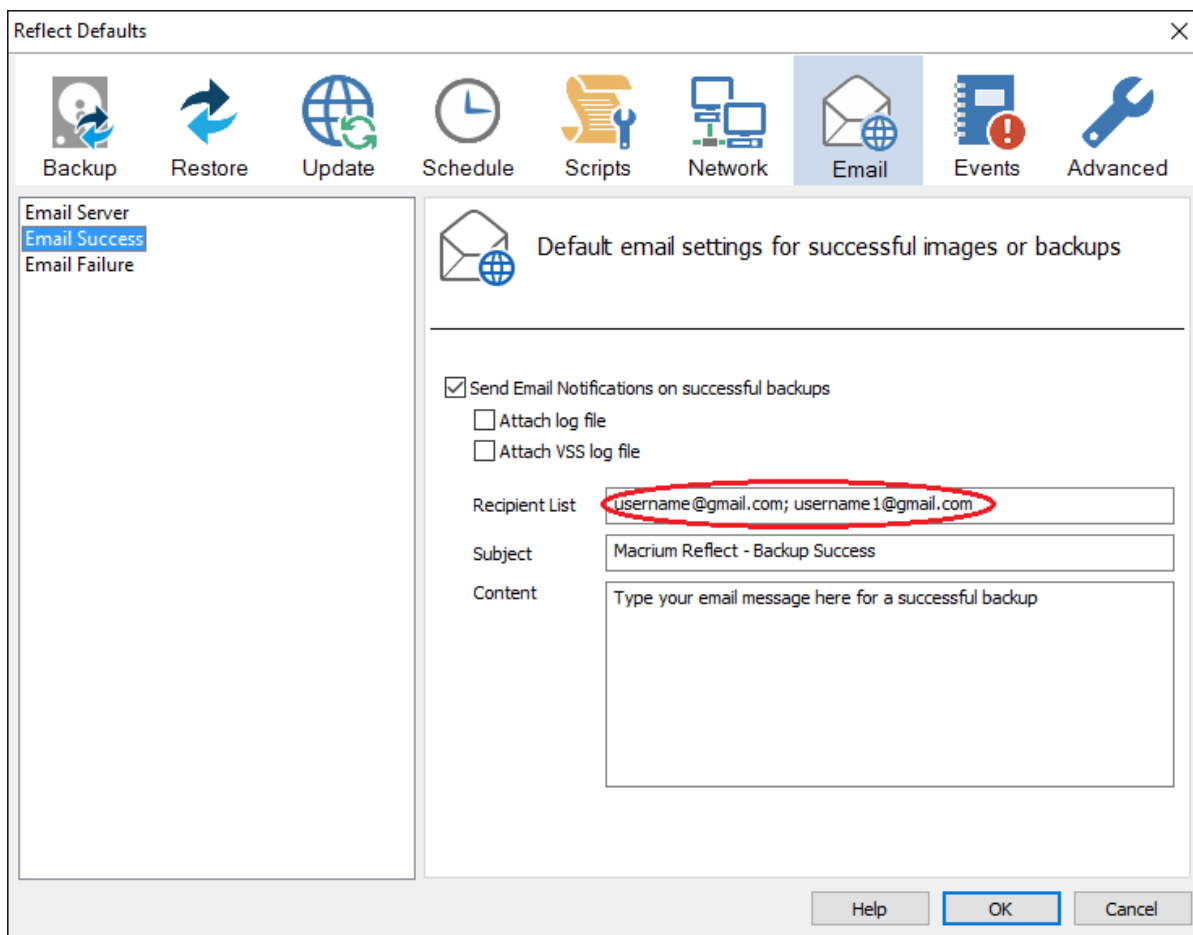 Reflect Defaults
Backup Restore Update Schedule Scripts Network Email Events Advanced
Email Server
Email Success
Email Failure
Default email settings for successful images or backups
Send Email Notifications on successful backups
Attach log file
Attach VSS log file
Recipient List username@gmail.com; username1@gmail.com
Subject Macrium Reflect - Backup Success
Content Type your email message here for a successful backup
Help OK Cancel